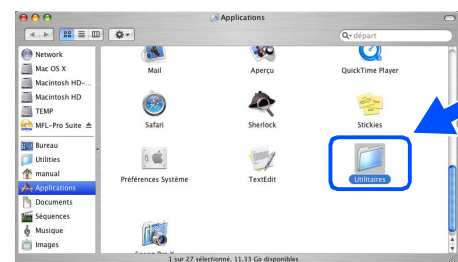 Applications
départ
Network
Mac OS X
Macintosh HD-...
Macintosh HD
TEMP
MFL-Pro Suite
Bureau
Utilities
manual
Applications
Documents
Séquences
Musique
Images
Mail
Aperçu
QuickTime Player
Safari
Sherlock
Stickies
Préférences Système
TextEdit
Utilitaires
1 sur 27 sélectionné, 11.33 Go disponibles